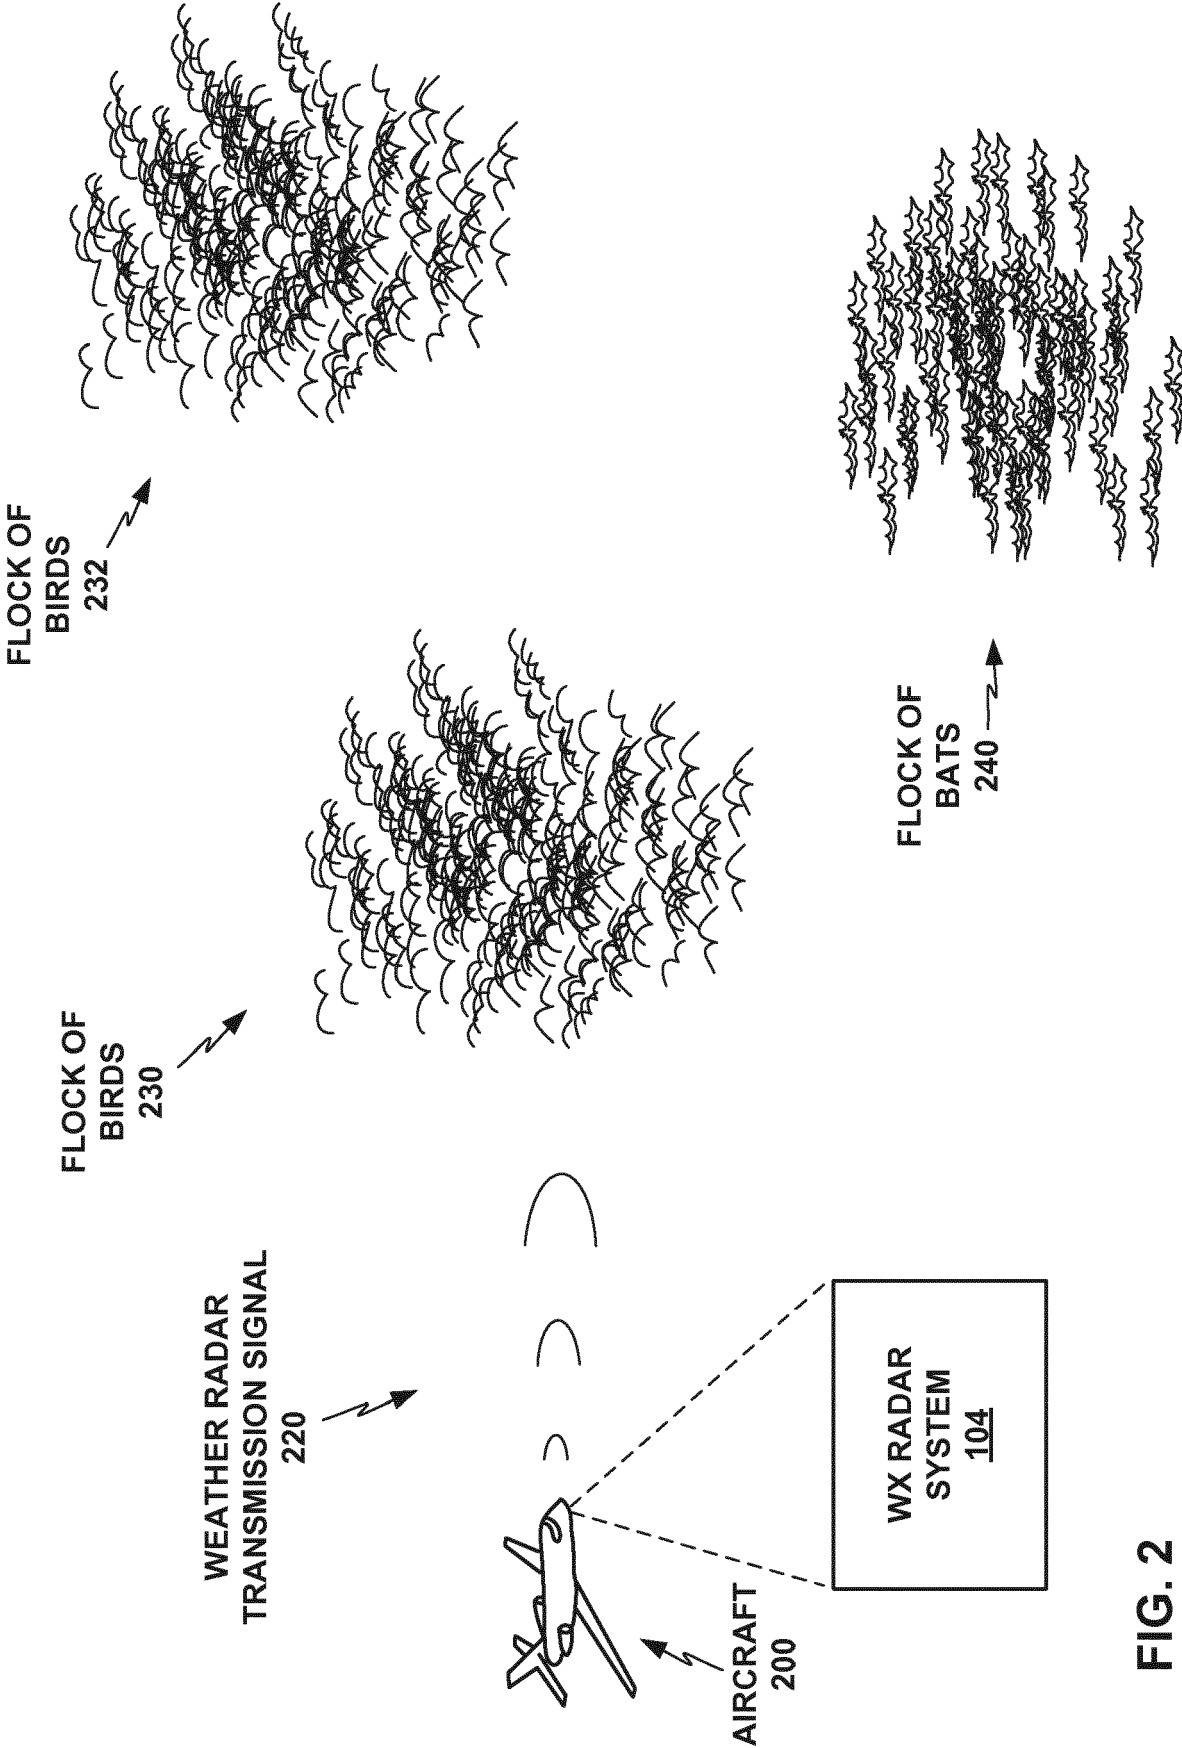 FLOCK OF
BIRDS
232
FLOCK OF
BIRDS
230
WEATHER RADAR
TRANSMISSION SIGNAL
220
FLOCK OF
BATS
240
AIRCRAFT
200
WX RADAR
SYSTEM
104
FIG. 2